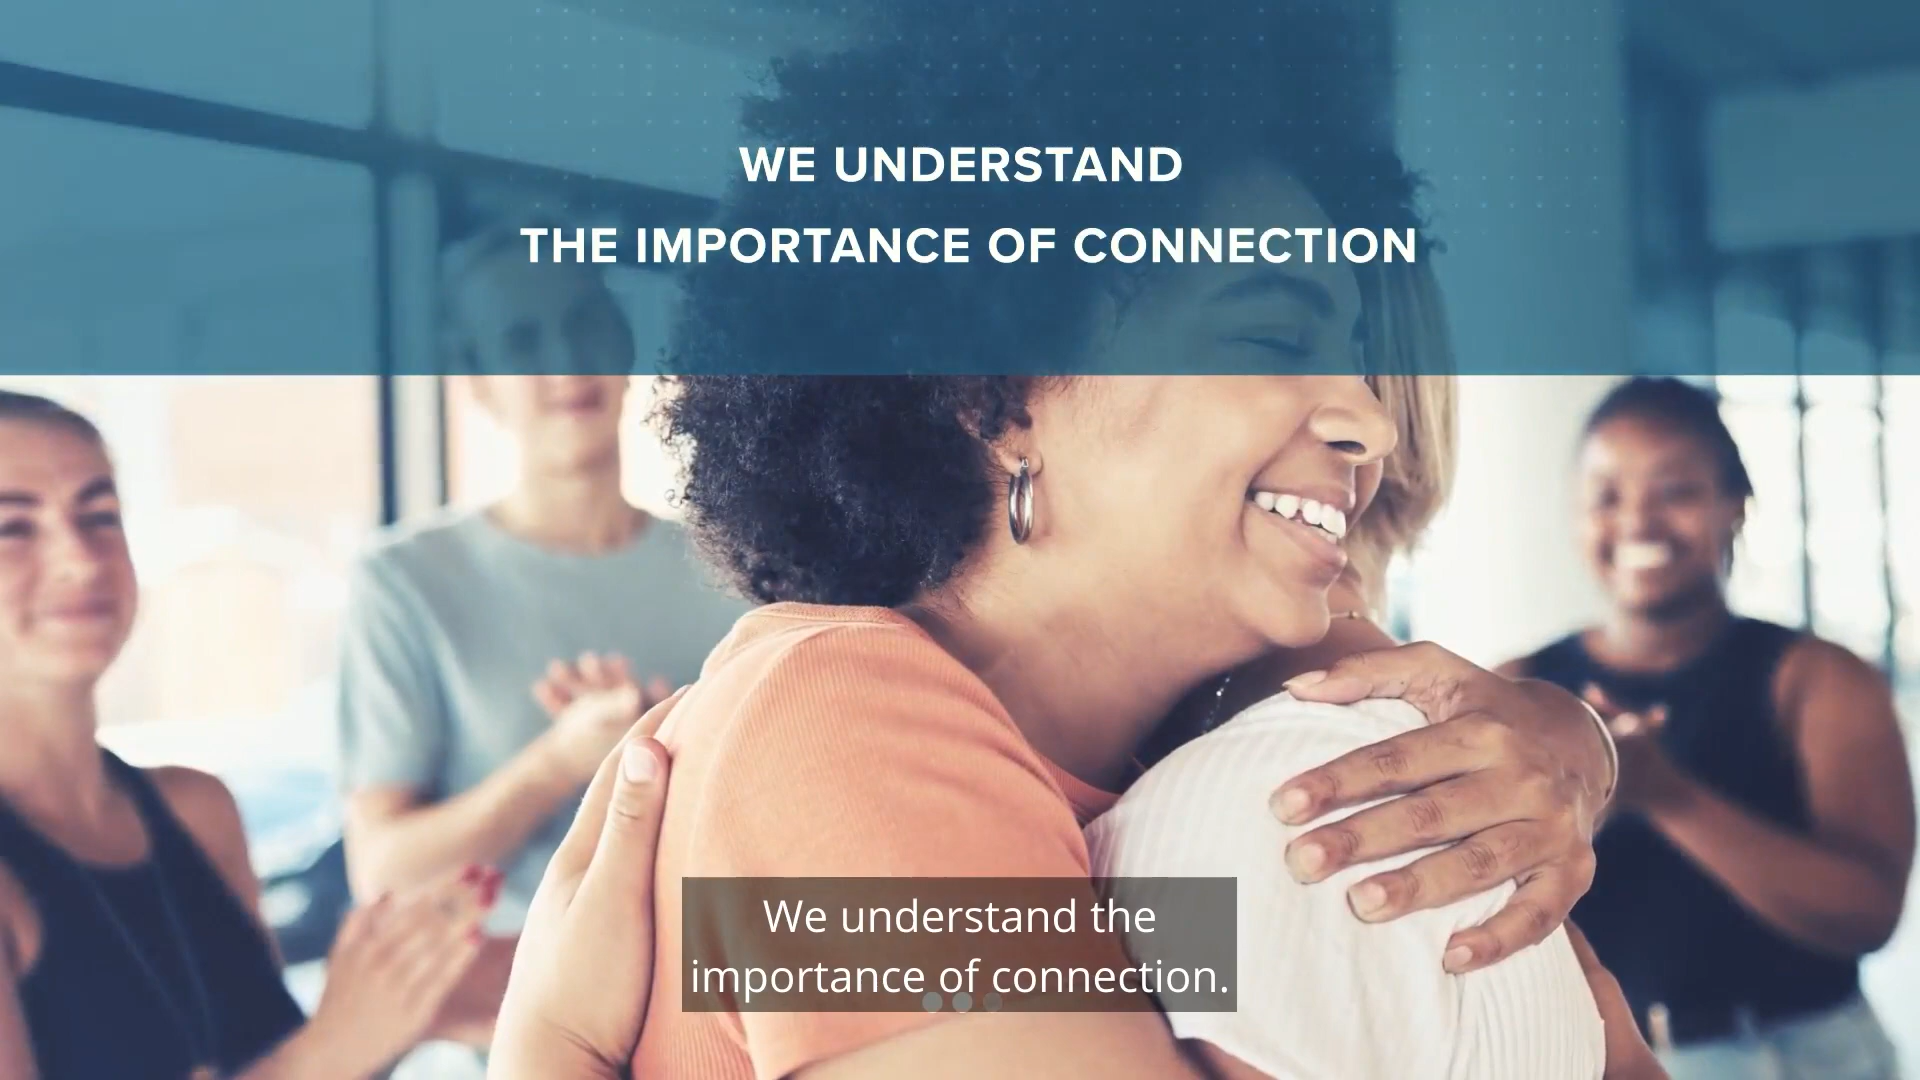 WE UNDERSTAND
THE IMPORTANCE OF CONNECTION
We understand the
importance of connection.